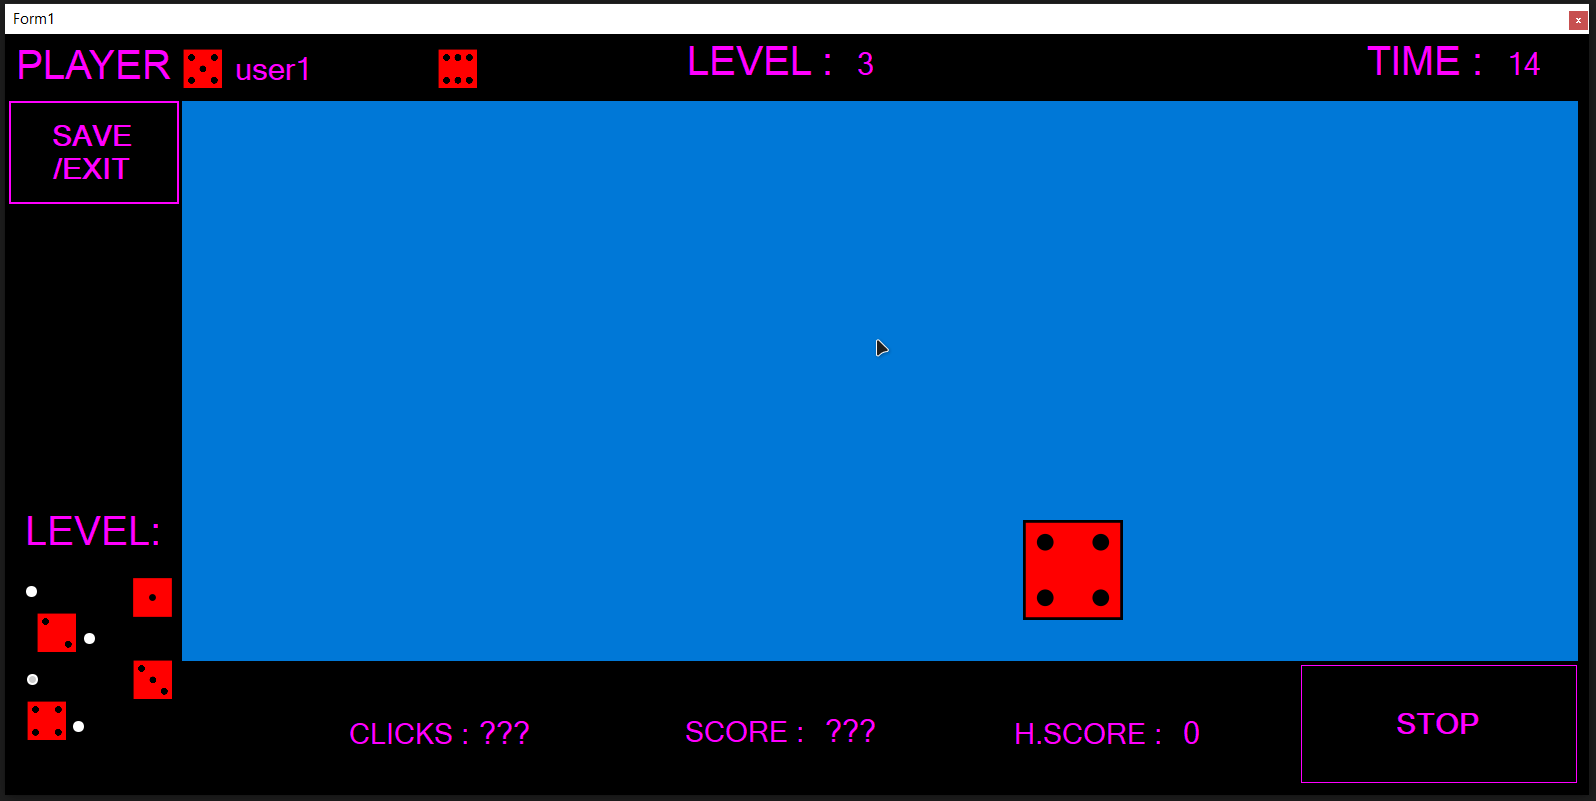 Form1
x
PLAYER user1 LEVEL : 3 TIME : 14
SAVE
/EXIT
LEVEL:
CLICKS : ??? SCORE : ??? H.SCORE : 0
STOP